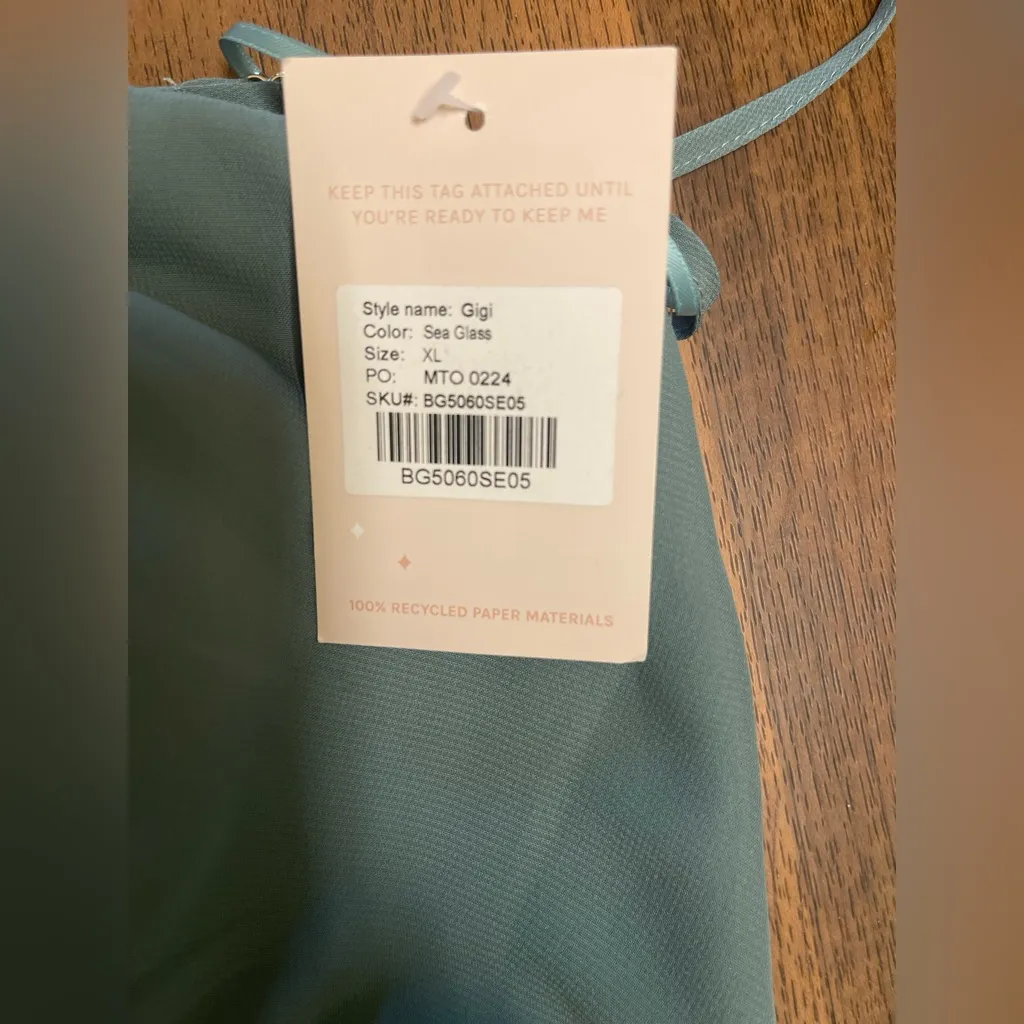 KEEP THIS TAG ATTACHED UNTIL
YOU'RE READY TO KEEP ME
Style name: Gigi
Color: Sea Glass
Size: XL
PO: MTO 0224
SKU#: BG5060SE05
BG5060SE05
100% RECYCLED PAPER MATERIALS